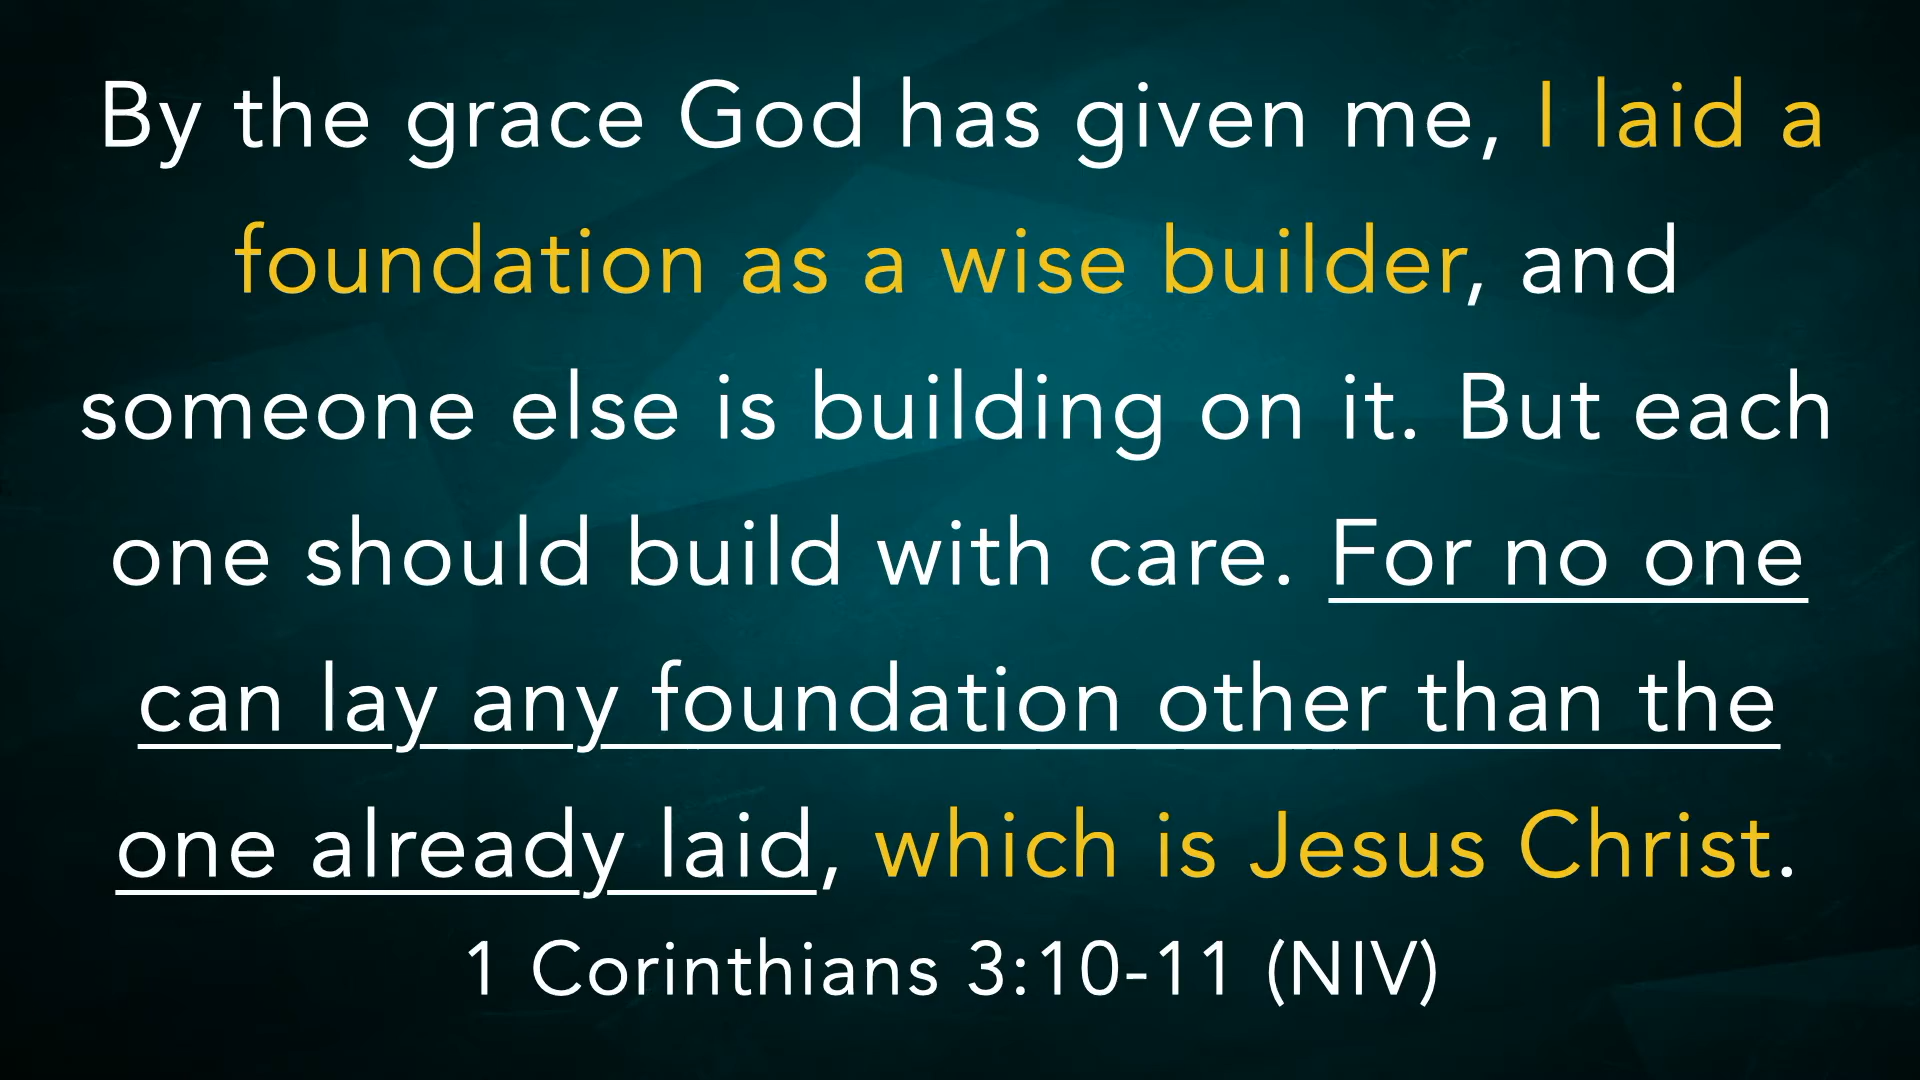 By the grace God has given me, I laid a
foundation as a wise builder, and
someone else is building on it. But each
one should build with care. For no one
can lay any foundation other than the
one already laid, which is Jesus Christ.
1 Corinthians 3:10-11 (NIV)